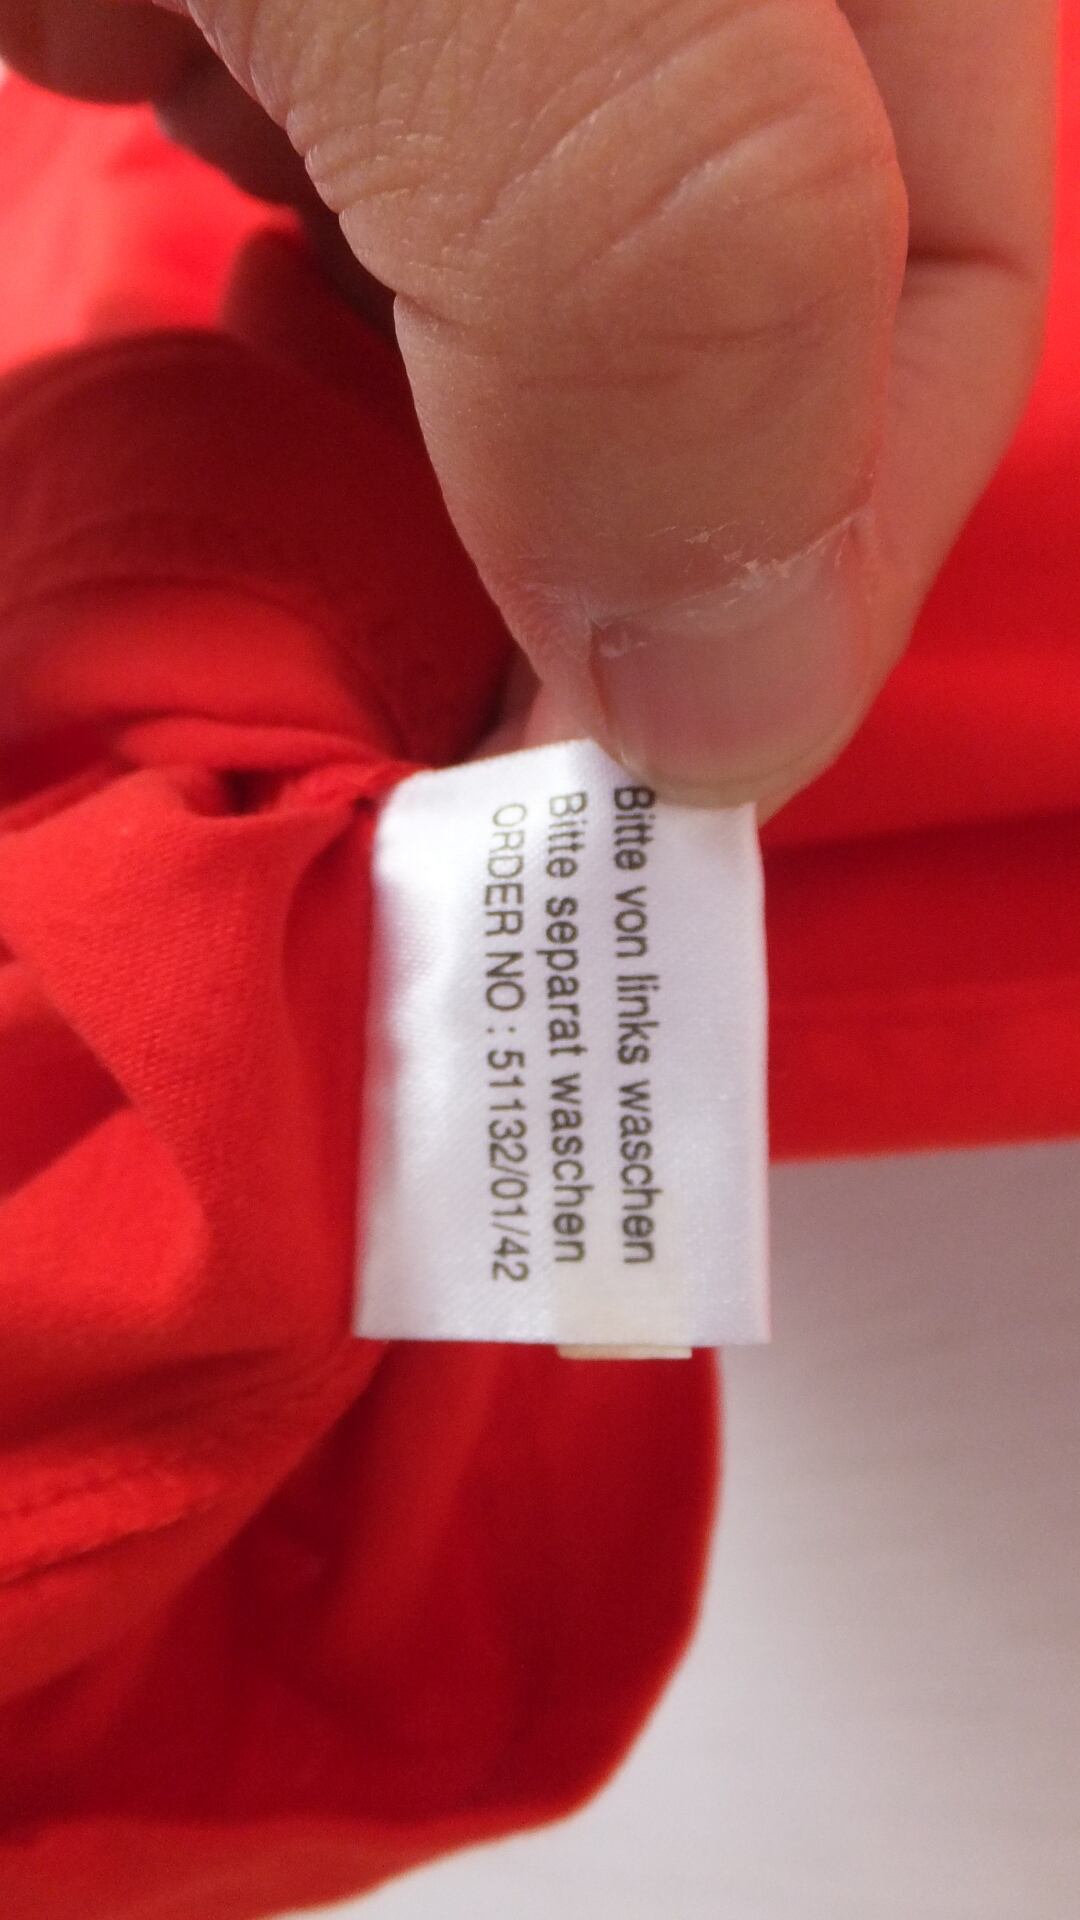 Bitte von links waschen
Bitte separat waschen
ORDER NO : 51132/01/42